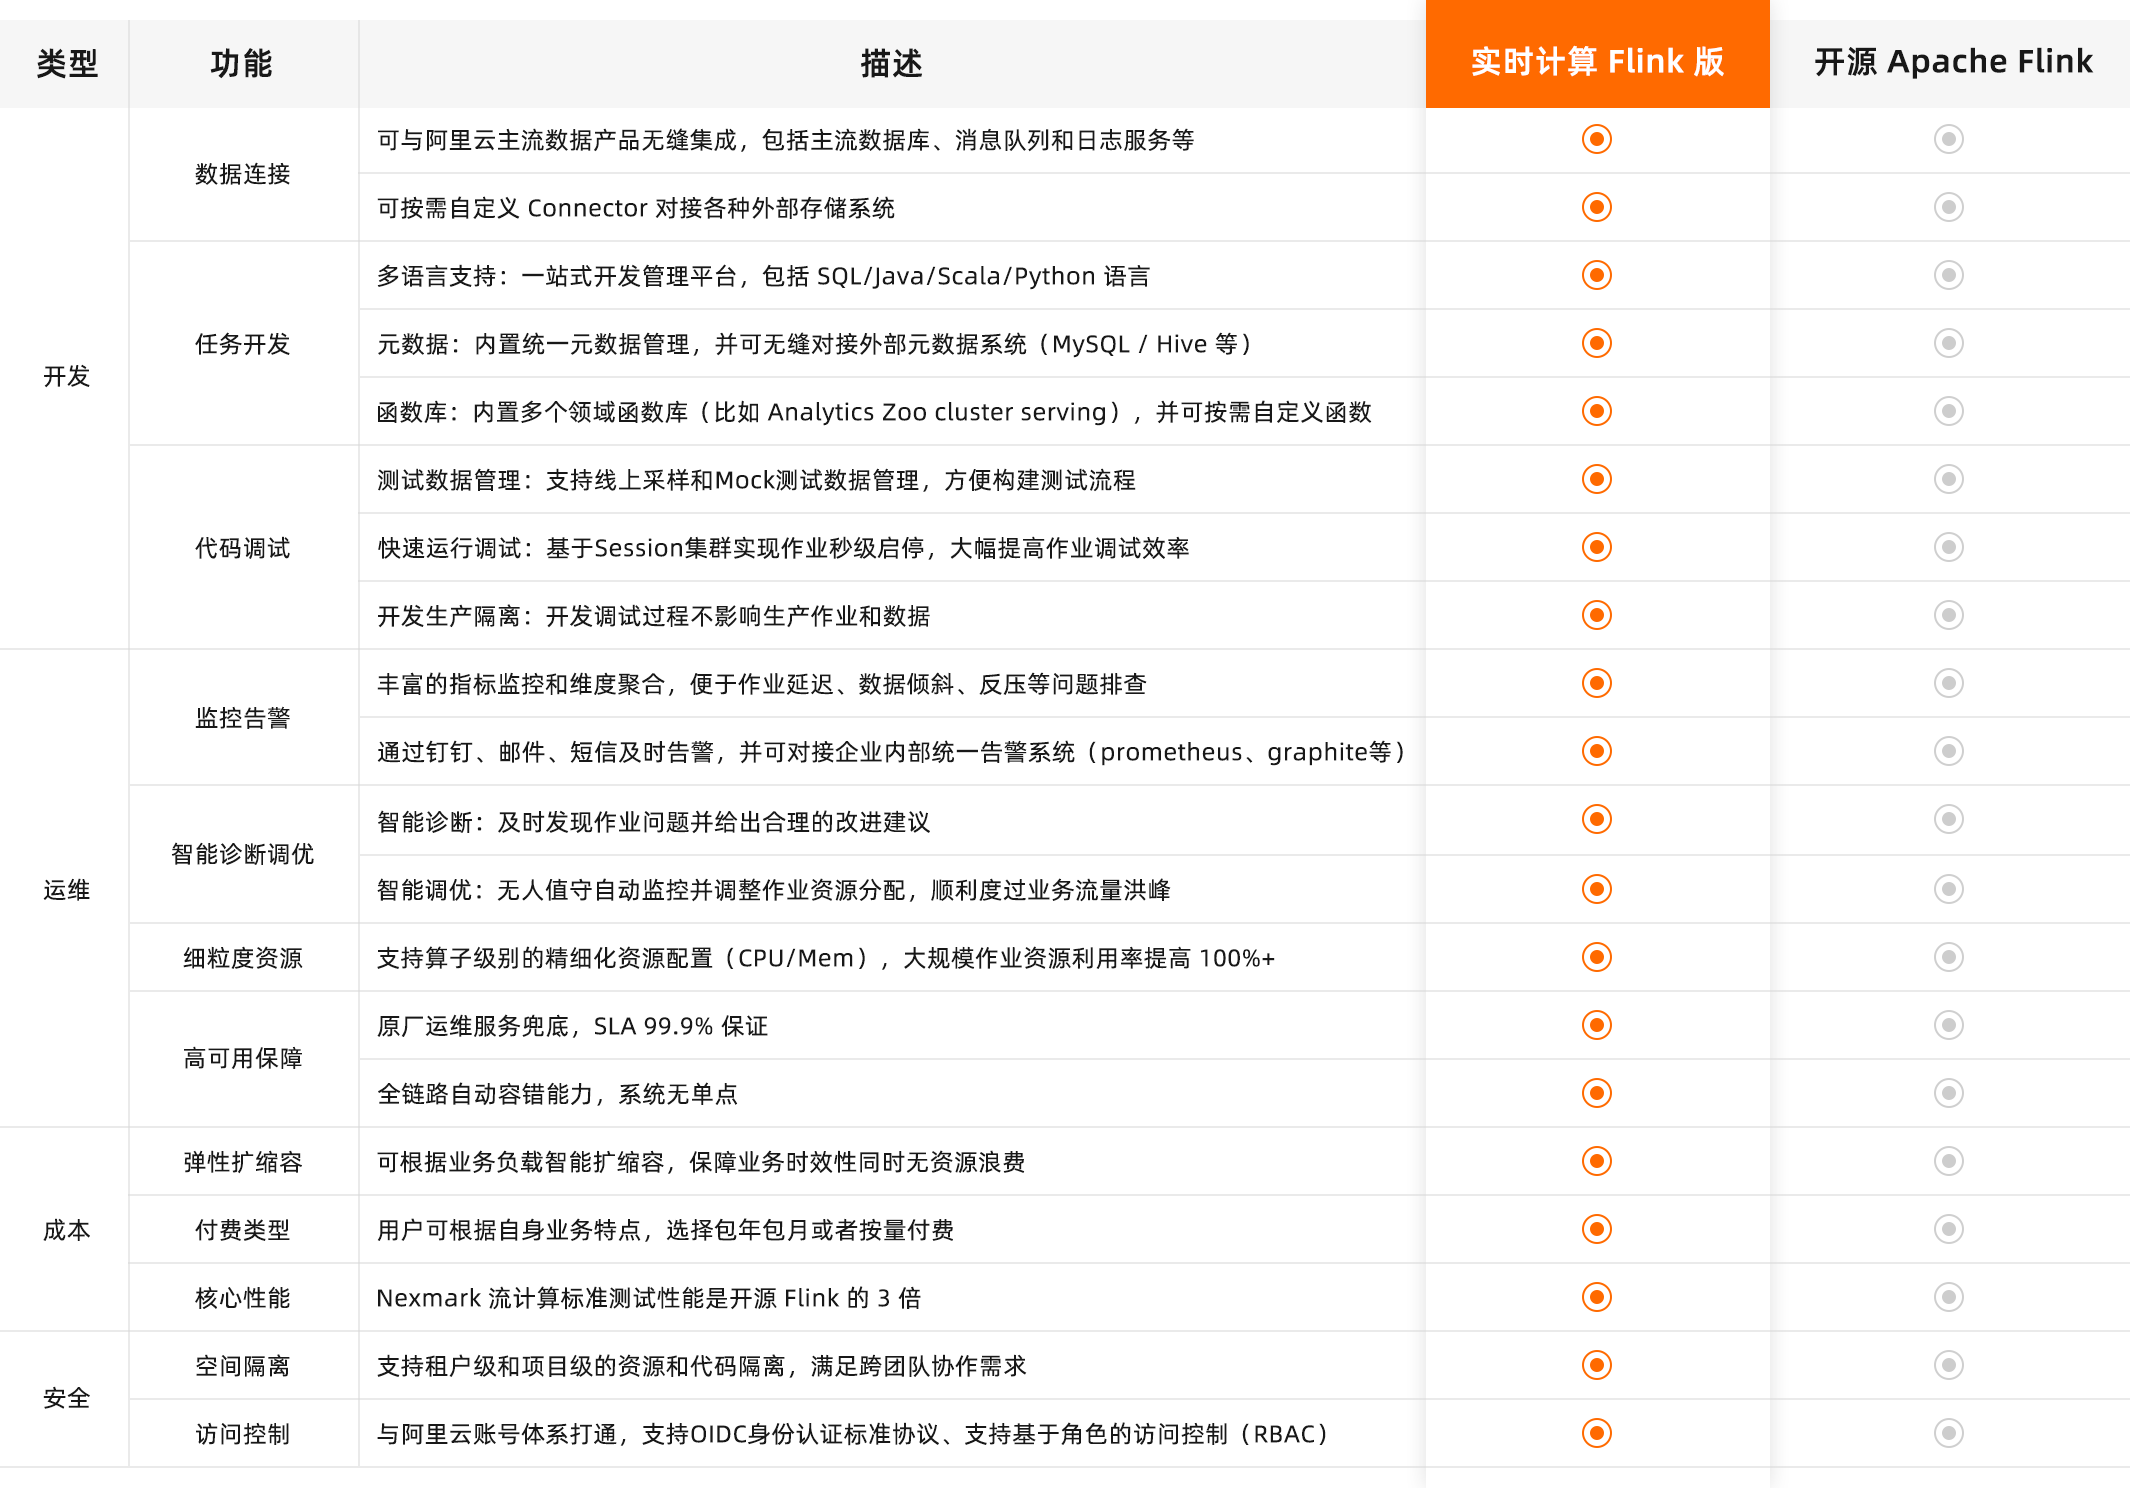 类型
功能
描述
实时计算 Flink 版
开源 Apache Flink
开发
数据连接
可与阿里云主流数据产品无缝集成，包括主流数据库、消息队列和日志服务等
可按需自定义 Connector 对接各种外部存储系统
任务开发
多语言支持：一站式开发管理平台，包括 SQL/Java/Scala/Python 语言
元数据：内置统一元数据管理，并可无缝对接外部元数据系统（MySQL / Hive 等）
函数库：内置多个领域函数库（比如 Analytics Zoo cluster serving），并可按需自定义函数
代码调试
测试数据管理：支持线上采样和Mock测试数据管理，方便构建测试流程
快速运行调试：基于Session集群实现作业秒级启停，大幅提高作业调试效率
开发生产隔离：开发调试过程不影响生产作业和数据
运维
监控告警
丰富的指标监控和维度聚合，便于作业延迟、数据倾斜、反压等问题排查
通过钉钉、邮件、短信及时告警，并可对接企业内部统一告警系统（prometheus、graphite等）
智能诊断调优
智能诊断：及时发现作业问题并给出合理的改进建议
智能调优：无人值守自动监控并调整作业资源分配，顺利度过业务流量洪峰
细粒度资源
支持算子级别的精细化资源配置（CPU/Mem），大规模作业资源利用率提高 100%+
高可用保障
原厂运维服务兜底，SLA 99.9% 保证
全链路自动容错能力，系统无单点
成本
弹性扩缩容
可根据业务负载智能扩缩容，保障业务时效性同时无资源浪费
付费类型
用户可根据自身业务特点，选择包年包月或者按量付费
核心性能
Nexmark 流计算标准测试性能是开源 Flink 的 3 倍
安全
空间隔离
支持租户级和项目级的资源和代码隔离，满足跨团队协作需求
访问控制
与阿里云账号体系打通，支持OIDC身份认证标准协议、支持基于角色的访问控制（RBAC）